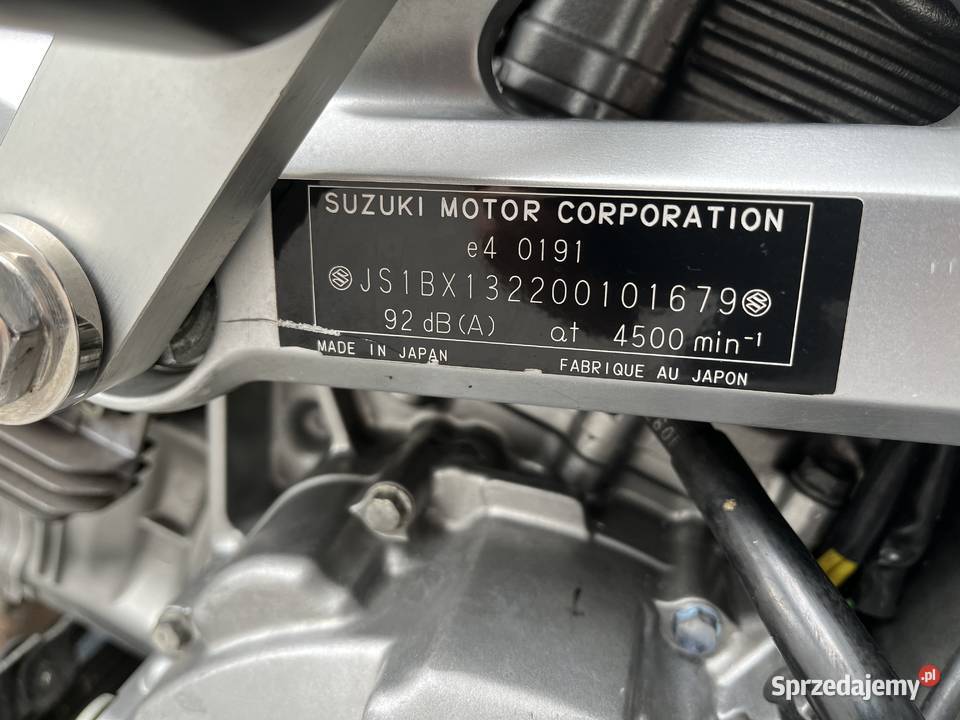 SUZUKI MOTOR CORPORATION
e4 0191
JS1BX132200101679
92 dB(A) at 4500 min⁻¹
MADE IN JAPAN
FABRIQUE AU JAPON
Sprzedajemy.pl